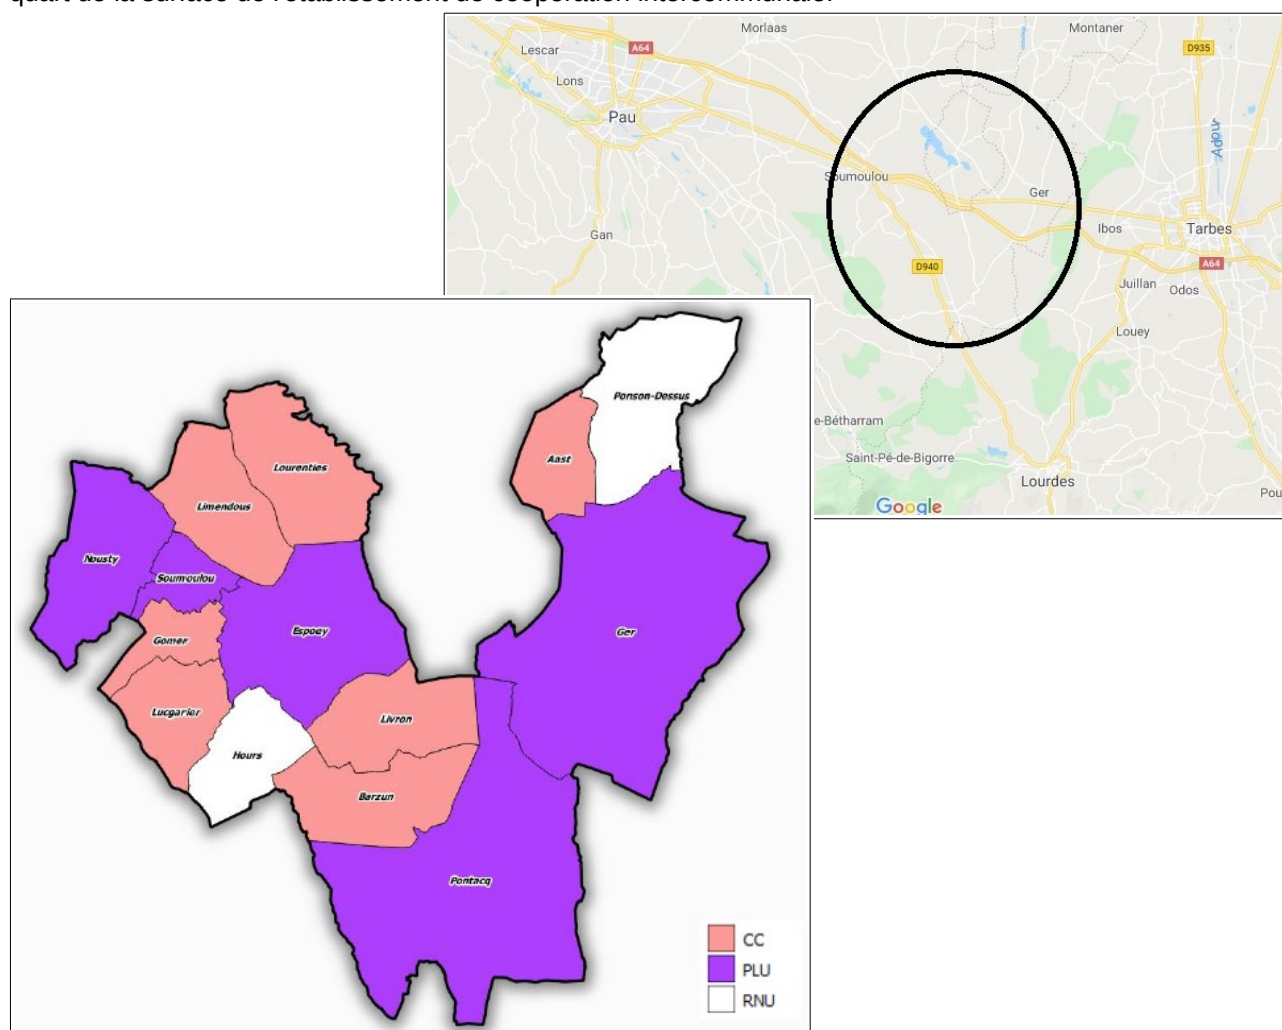 quart de la surface de l'établissement de coopération intercommunale.
Morlaas
Montaner
Lescar
A64
D935
Lons
Pau
Adour
Soumoulou
Ger
Gan
Ibos
Tarbes
D940
A64
Juillan
Odos
Louey
e-Bétharram
Saint-Pé-de-Bigorre
Lourdes
Pou
Google
Ponson-Dessus
Aast
Lourenties
Limendous
Nousty
Soumoulou
Espoey
Ger
Gomer
Lucgarier
Livron
Hours
Barzun
Pontacq
CC
PLU
RNU